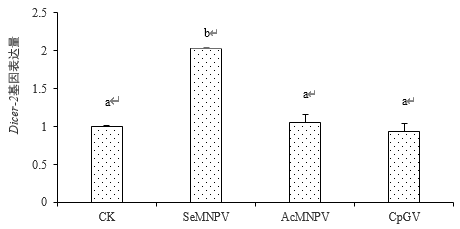 Dicer-2基因表达量
2.5
2
1.5
1
0.5
0
a↵
b↵
a↵
a↵
CK SeMNPV AcMNPV CpGV